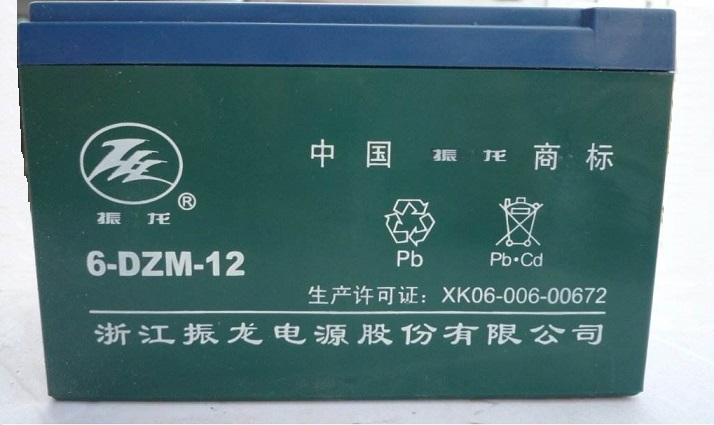 中国 振龙 商标
®
振龙
Pb
Pb•Cd
6-DZM-12
生产许可证：XK06-006-00672
浙江振龙电源股份有限公司